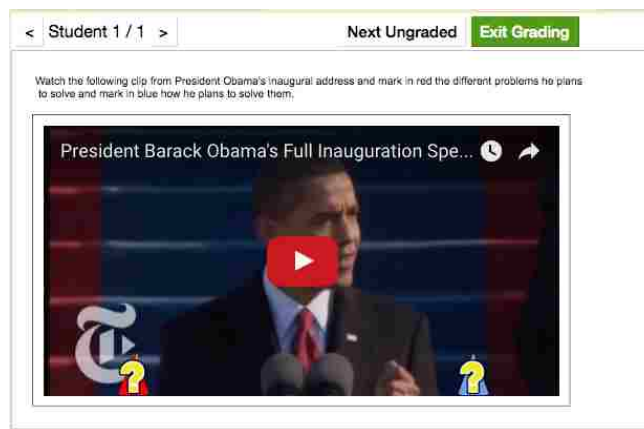 < Student 1 / 1 >
Next Ungraded
Exit Grading
Watch the following clip from President Obama's inaugural address and mark in red the different problems he plans
to solve and mark in blue how he plans to solve them.
President Barack Obama's Full Inauguration Spe...
T
?
?